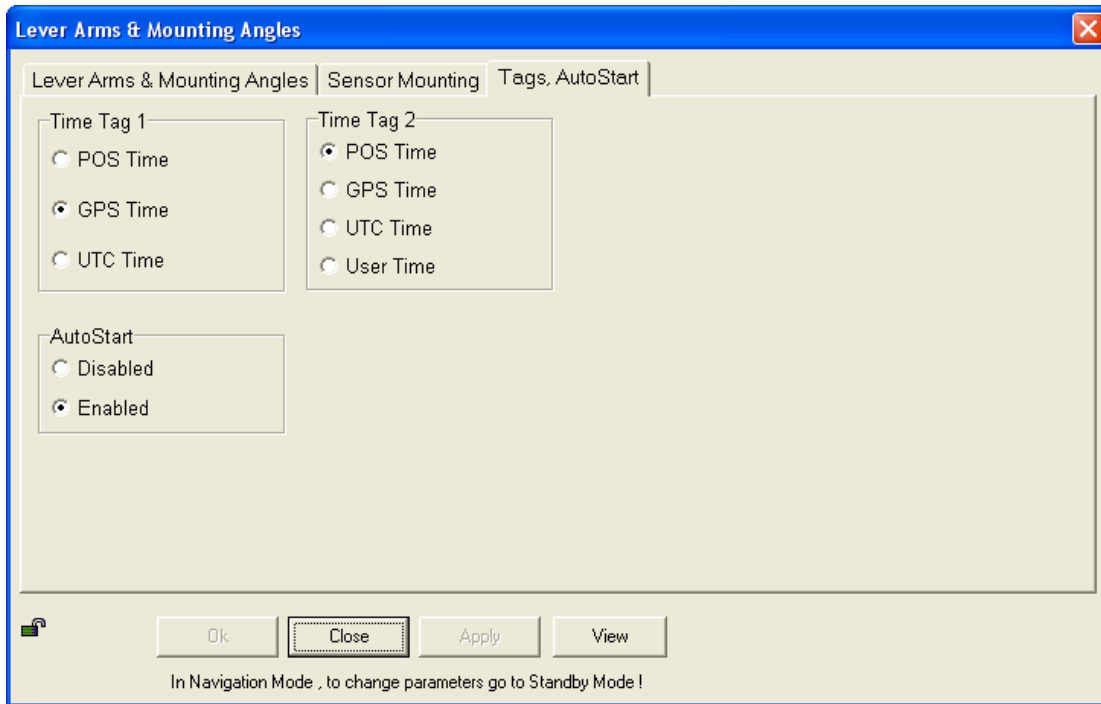 Lever Arms & Mounting Angles
Lever Arms & Mounting Angles Sensor Mounting Tags, AutoStart
Time Tag 1
POS Time
GPS Time
UTC Time
Time Tag 2
POS Time
GPS Time
UTC Time
User Time
AutoStart
Disabled
Enabled
Ok Close Apply View
In Navigation Mode , to change parameters go to Standby Mode !